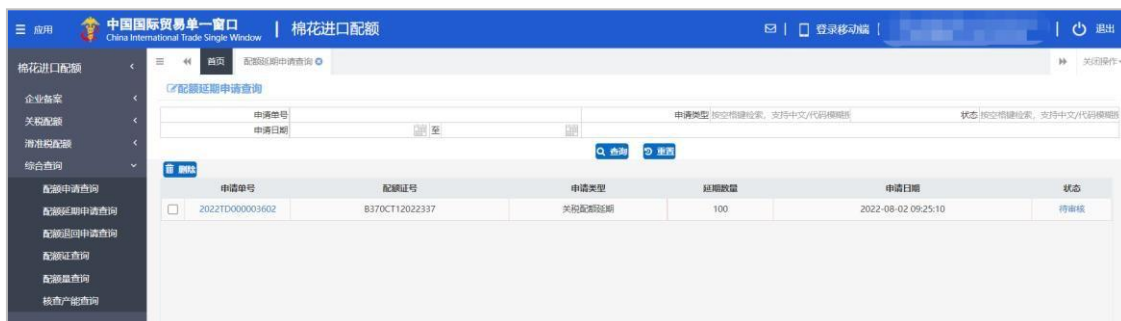 应用
中国国际贸易单一窗口
China International Trade Single Window
棉花进口配额
登录移动端
退出
棉花进口配额
企业备案
关税配额
滑准税配额
综合查询
配额申请查询
配额延期申请查询
配额退回申请查询
配额证查询
配额量查询
核查产能查询
首页 配额延期申请查询 关闭操作
配额延期申请查询
申请单号 申请类型 按空格键检索，支持中文/代码模糊 状态 按空格键检索，支持中文/代码模糊
申请日期 至
查询 重置
删除
申请单号 配额证号 申请类型 延期数量 申请日期 状态
2022TD000003602 B370CT12022337 关税配额延期 100 2022-08-02 09:25:10 待审核